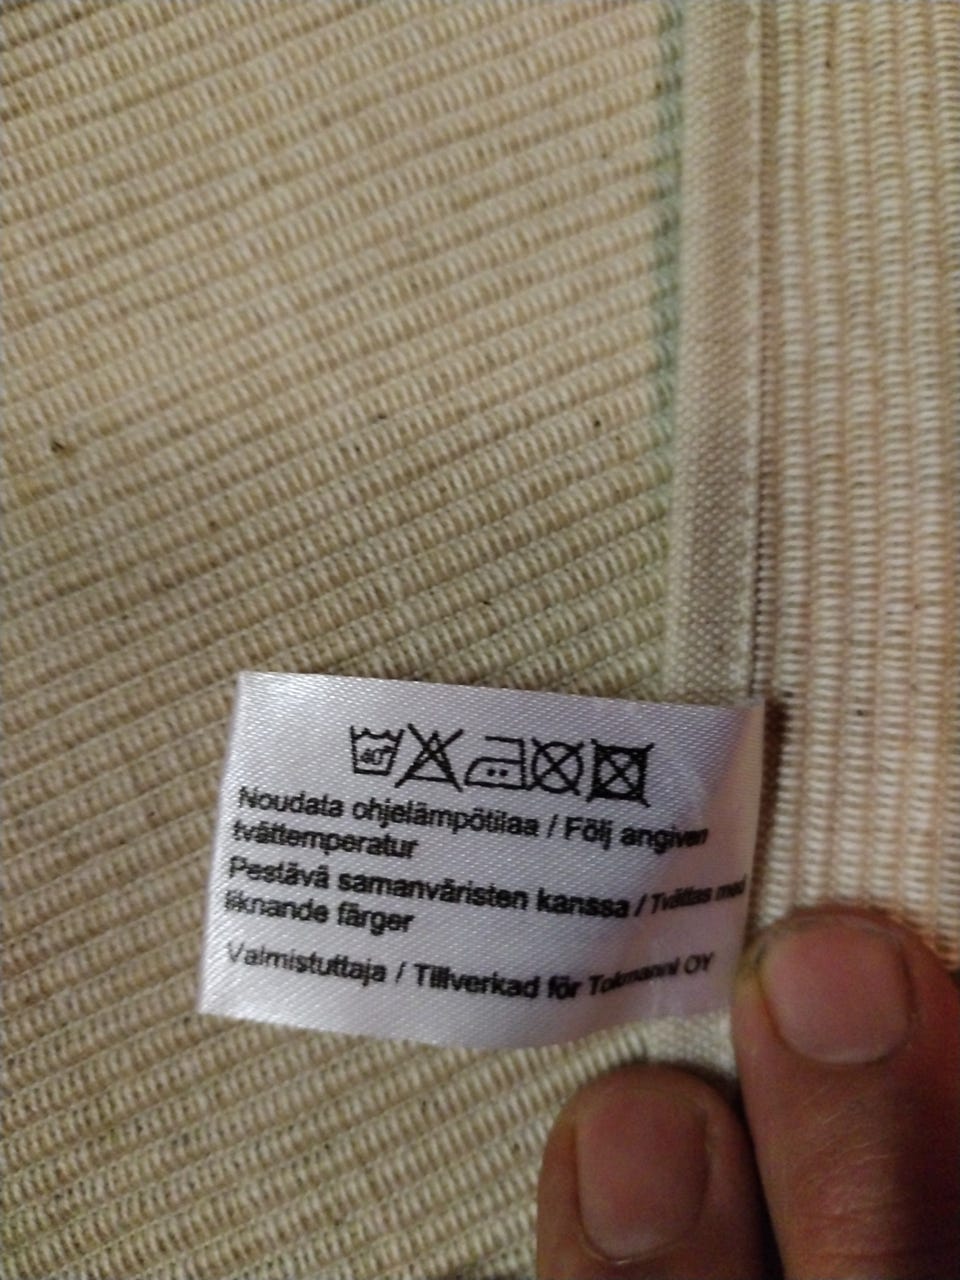 40°
Noudata ohjelämpötilaa / Följ angiven
tvättemperatur
Pestävä samanväristen kanssa / Tvättas med
liknande färger
Valmistuttaja / Tillverkad för Tokmanni OY